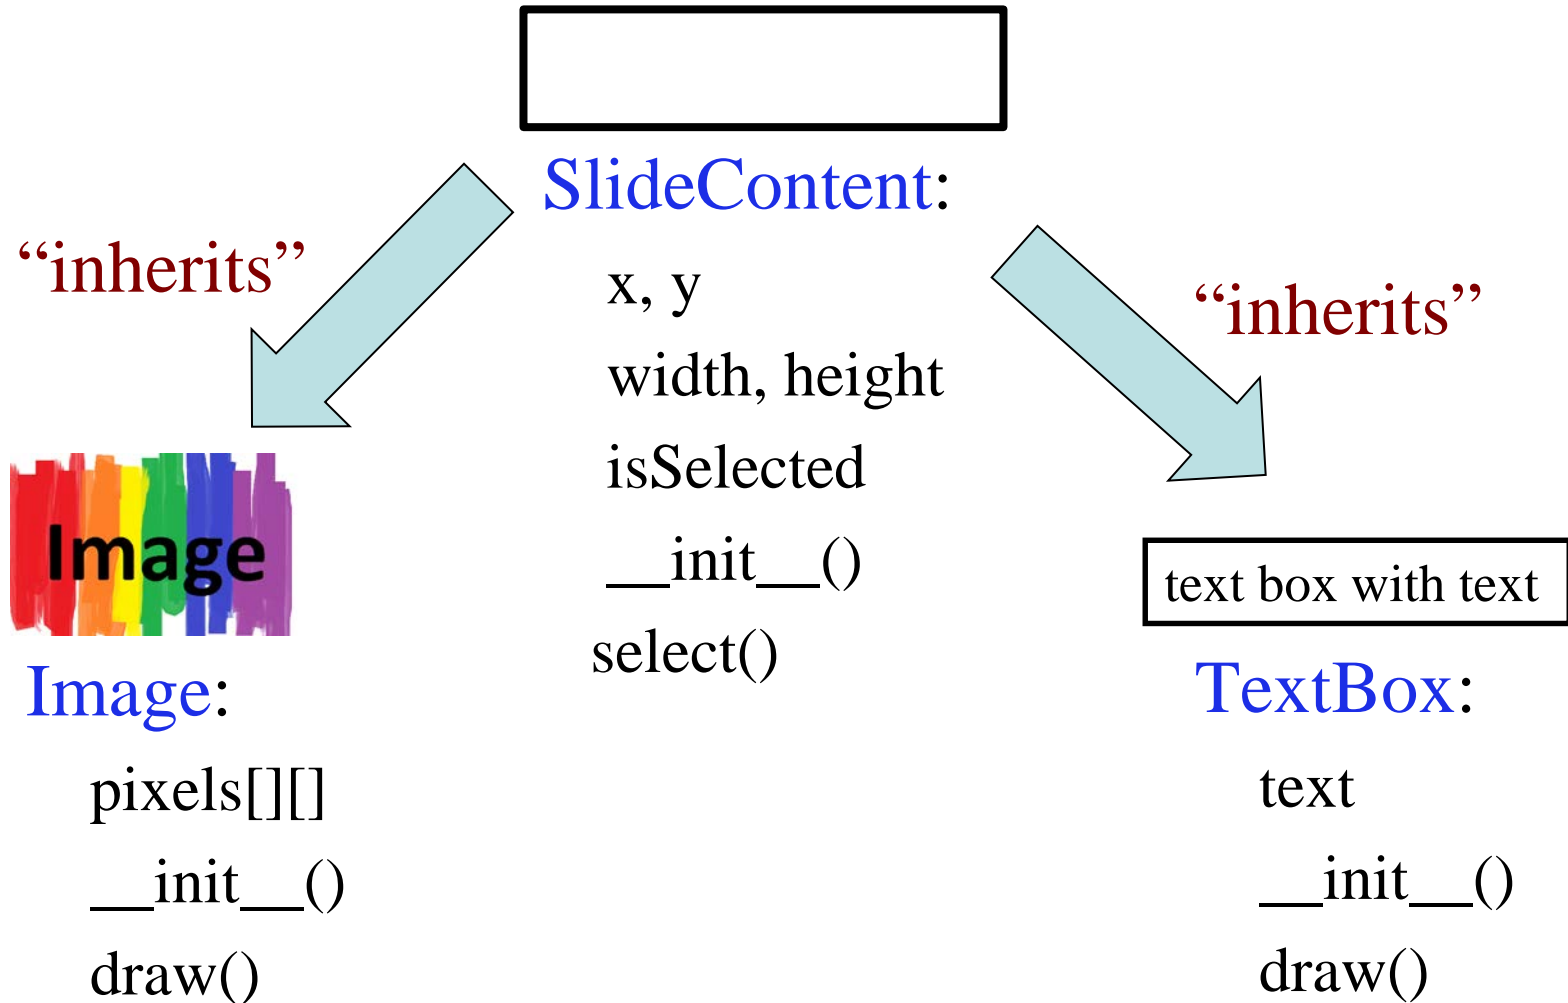 SlideContent:
x, y
width, height
isSelected
__init__()
select()
“inherits”
“inherits”
Image
Image:
pixels[][]
__init__()
draw()
text box with text
TextBox:
text
__init__()
draw()